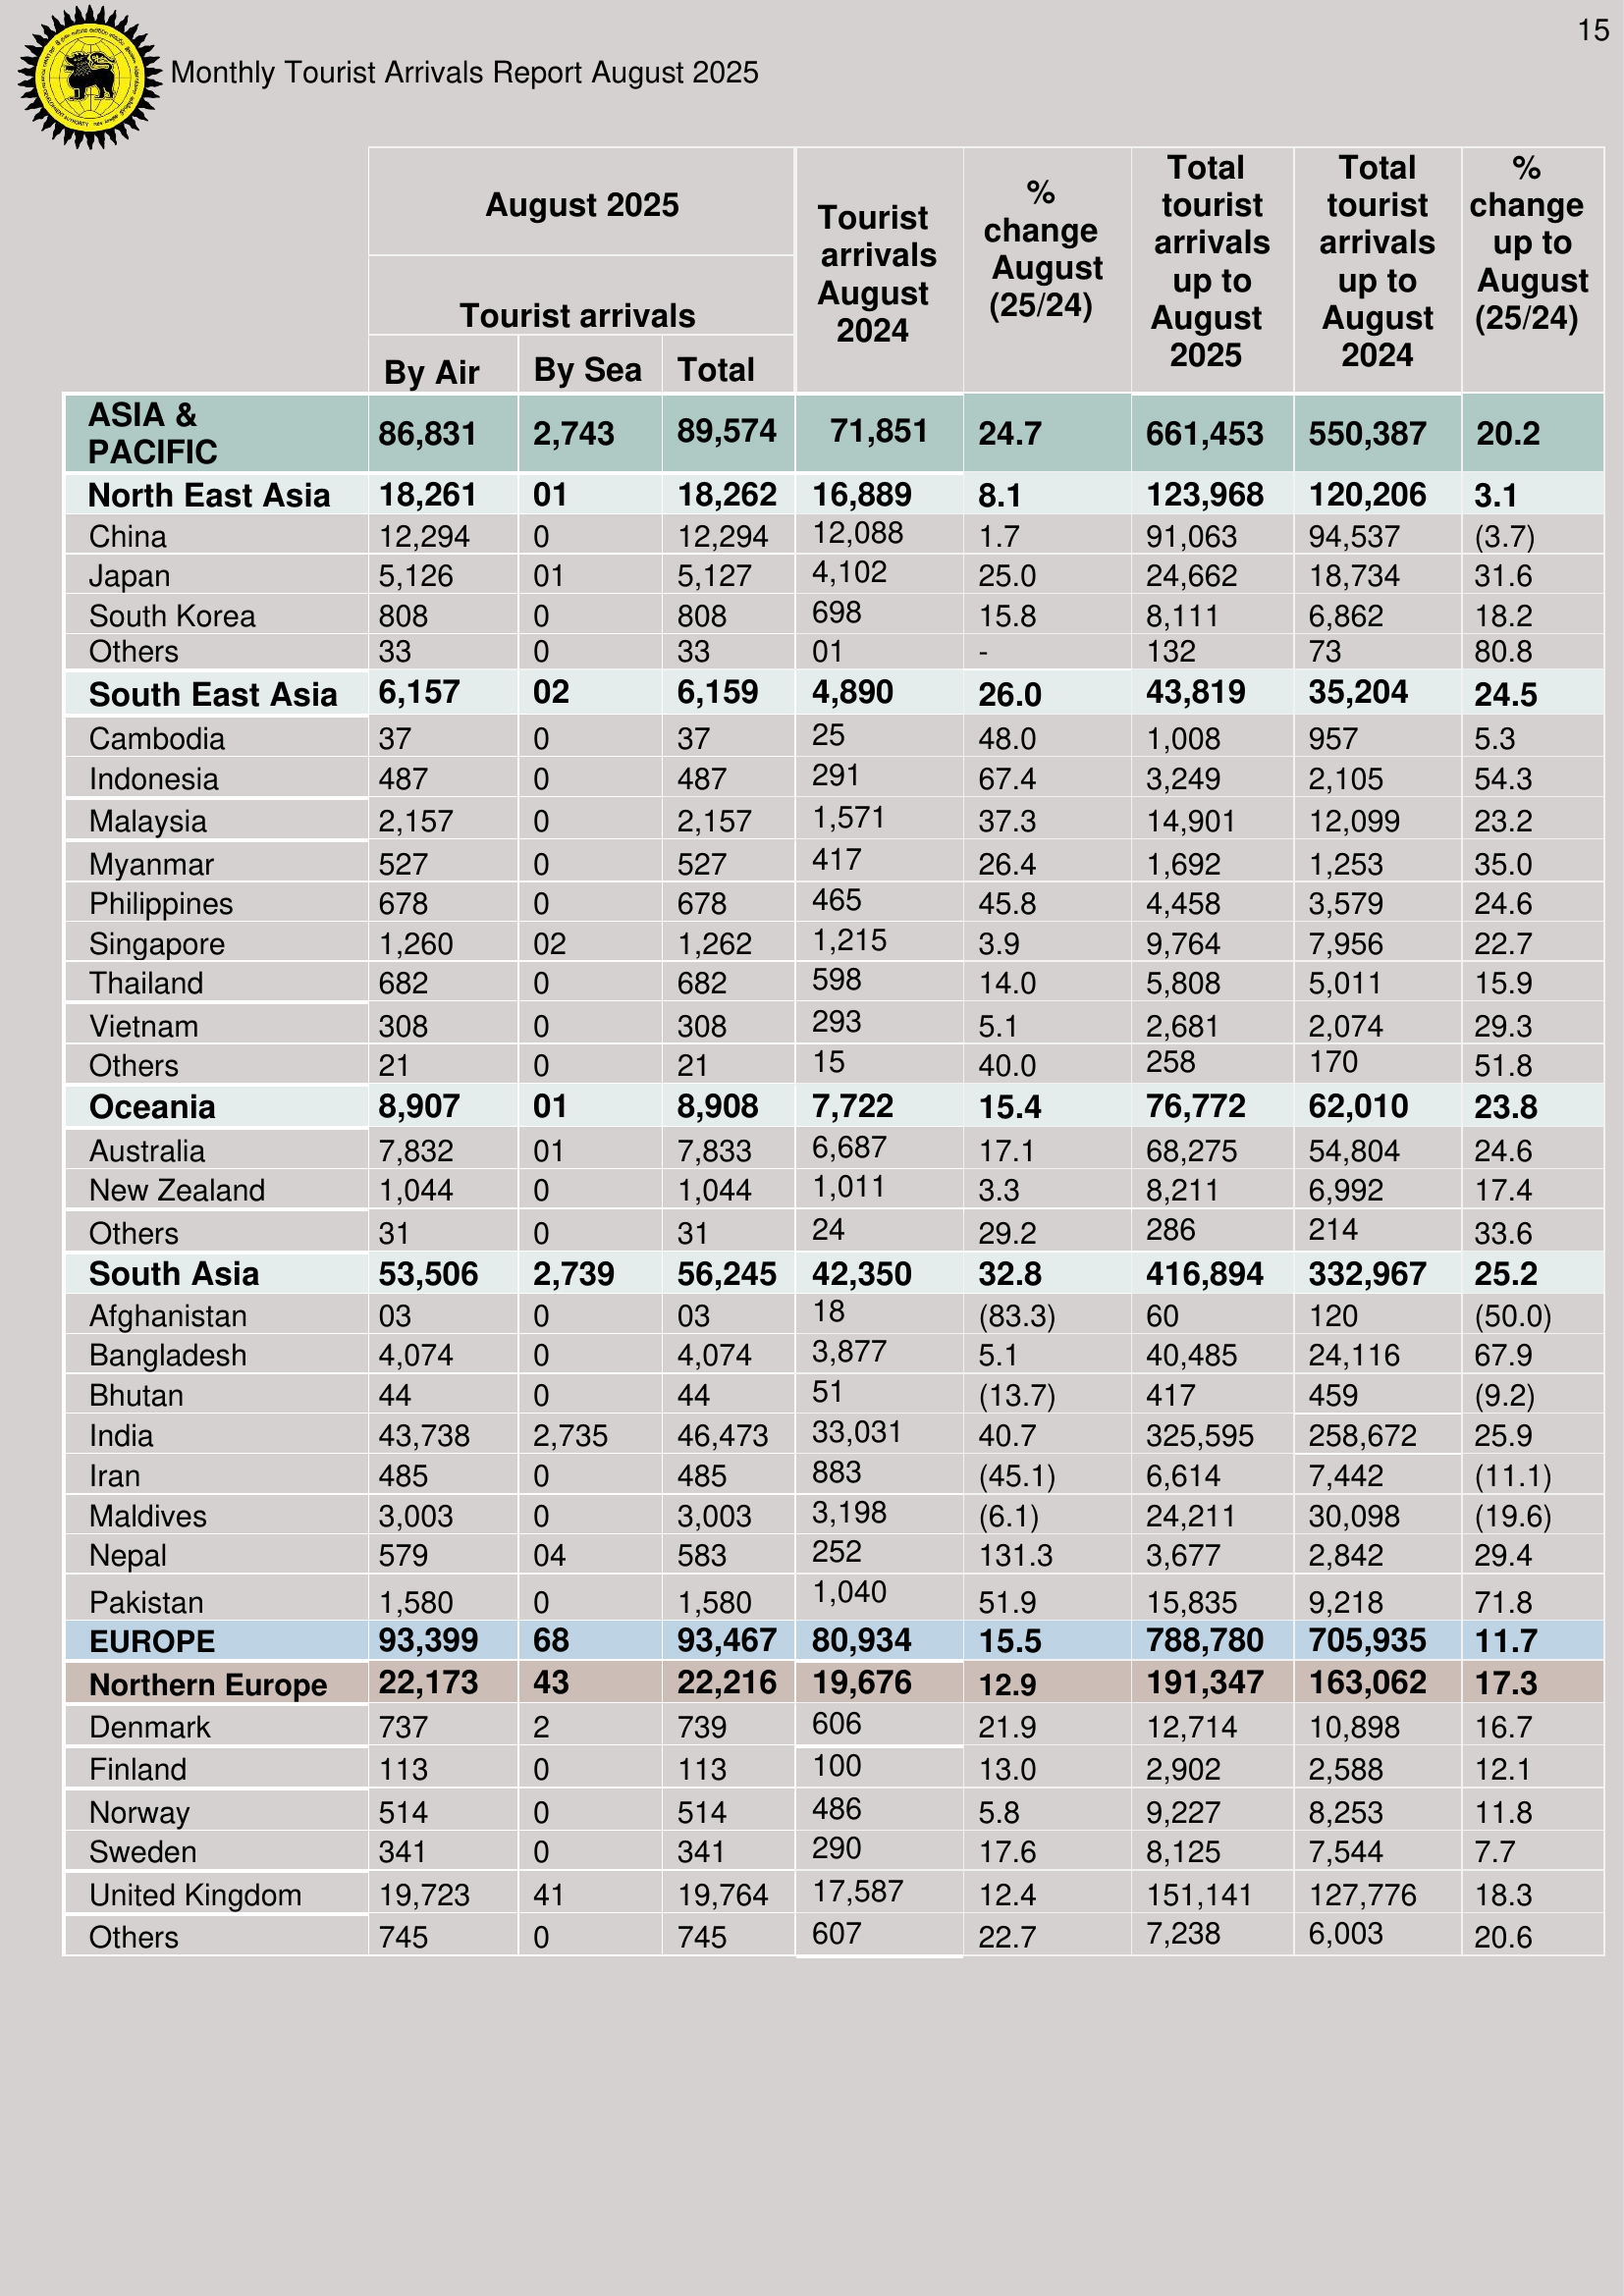 15
Monthly Tourist Arrivals Report August 2025
August 2025
Tourist arrivals
By Air By Sea Total
Tourist arrivals August 2024
% change August (25/24)
Total tourist arrivals up to August 2025
Total tourist arrivals up to August 2024
% change up to August (25/24)
ASIA & PACIFIC 86,831 2,743 89,574 71,851 24.7 661,453 550,387 20.2
North East Asia 18,261 01 18,262 16,889 8.1 123,968 120,206 3.1
China 12,294 0 12,294 12,088 1.7 91,063 94,537 (3.7)
Japan 5,126 01 5,127 4,102 25.0 24,662 18,734 31.6
South Korea 808 0 808 698 15.8 8,111 6,862 18.2
Others 33 0 33 01 - 132 73 80.8
South East Asia 6,157 02 6,159 4,890 26.0 43,819 35,204 24.5
Cambodia 37 0 37 25 48.0 1,008 957 5.3
Indonesia 487 0 487 291 67.4 3,249 2,105 54.3
Malaysia 2,157 0 2,157 1,571 37.3 14,901 12,099 23.2
Myanmar 527 0 527 417 26.4 1,692 1,253 35.0
Philippines 678 0 678 465 45.8 4,458 3,579 24.6
Singapore 1,260 02 1,262 1,215 3.9 9,764 7,956 22.7
Thailand 682 0 682 598 14.0 5,808 5,011 15.9
Vietnam 308 0 308 293 5.1 2,681 2,074 29.3
Others 21 0 21 15 40.0 258 170 51.8
Oceania 8,907 01 8,908 7,722 15.4 76,772 62,010 23.8
Australia 7,832 01 7,833 6,687 17.1 68,275 54,804 24.6
New Zealand 1,044 0 1,044 1,011 3.3 8,211 6,992 17.4
Others 31 0 31 24 29.2 286 214 33.6
South Asia 53,506 2,739 56,245 42,350 32.8 416,894 332,967 25.2
Afghanistan 03 0 03 18 (83.3) 60 120 (50.0)
Bangladesh 4,074 0 4,074 3,877 5.1 40,485 24,116 67.9
Bhutan 44 0 44 51 (13.7) 417 459 (9.2)
India 43,738 2,735 46,473 33,031 40.7 325,595 258,672 25.9
Iran 485 0 485 883 (45.1) 6,614 7,442 (11.1)
Maldives 3,003 0 3,003 3,198 (6.1) 24,211 30,098 (19.6)
Nepal 579 04 583 252 131.3 3,677 2,842 29.4
Pakistan 1,580 0 1,580 1,040 51.9 15,835 9,218 71.8
EUROPE 93,399 68 93,467 80,934 15.5 788,780 705,935 11.7
Northern Europe 22,173 43 22,216 19,676 12.9 191,347 163,062 17.3
Denmark 737 2 739 606 21.9 12,714 10,898 16.7
Finland 113 0 113 100 13.0 2,902 2,588 12.1
Norway 514 0 514 486 5.8 9,227 8,253 11.8
Sweden 341 0 341 290 17.6 8,125 7,544 7.7
United Kingdom 19,723 41 19,764 17,587 12.4 151,141 127,776 18.3
Others 745 0 745 607 22.7 7,238 6,003 20.6